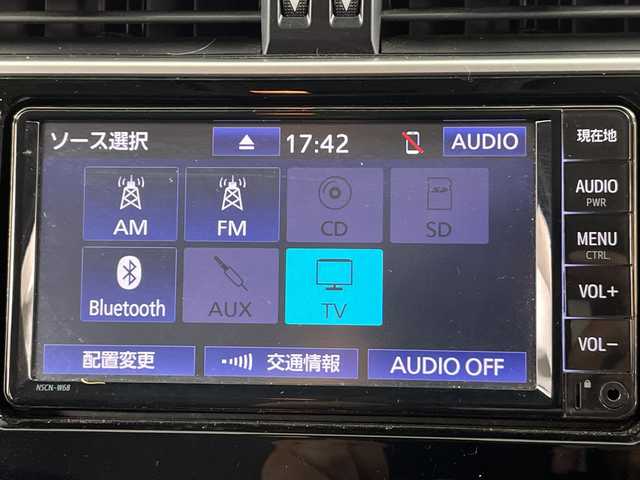 ソース選択 17:42 AUDIO
現在地
AM FM CD SD
AUDIO
PWR
MENU
CTRL
Bluetooth AUX TV
VOL+
VOL−
配置変更 交通情報 AUDIO OFF
NSCN-W68